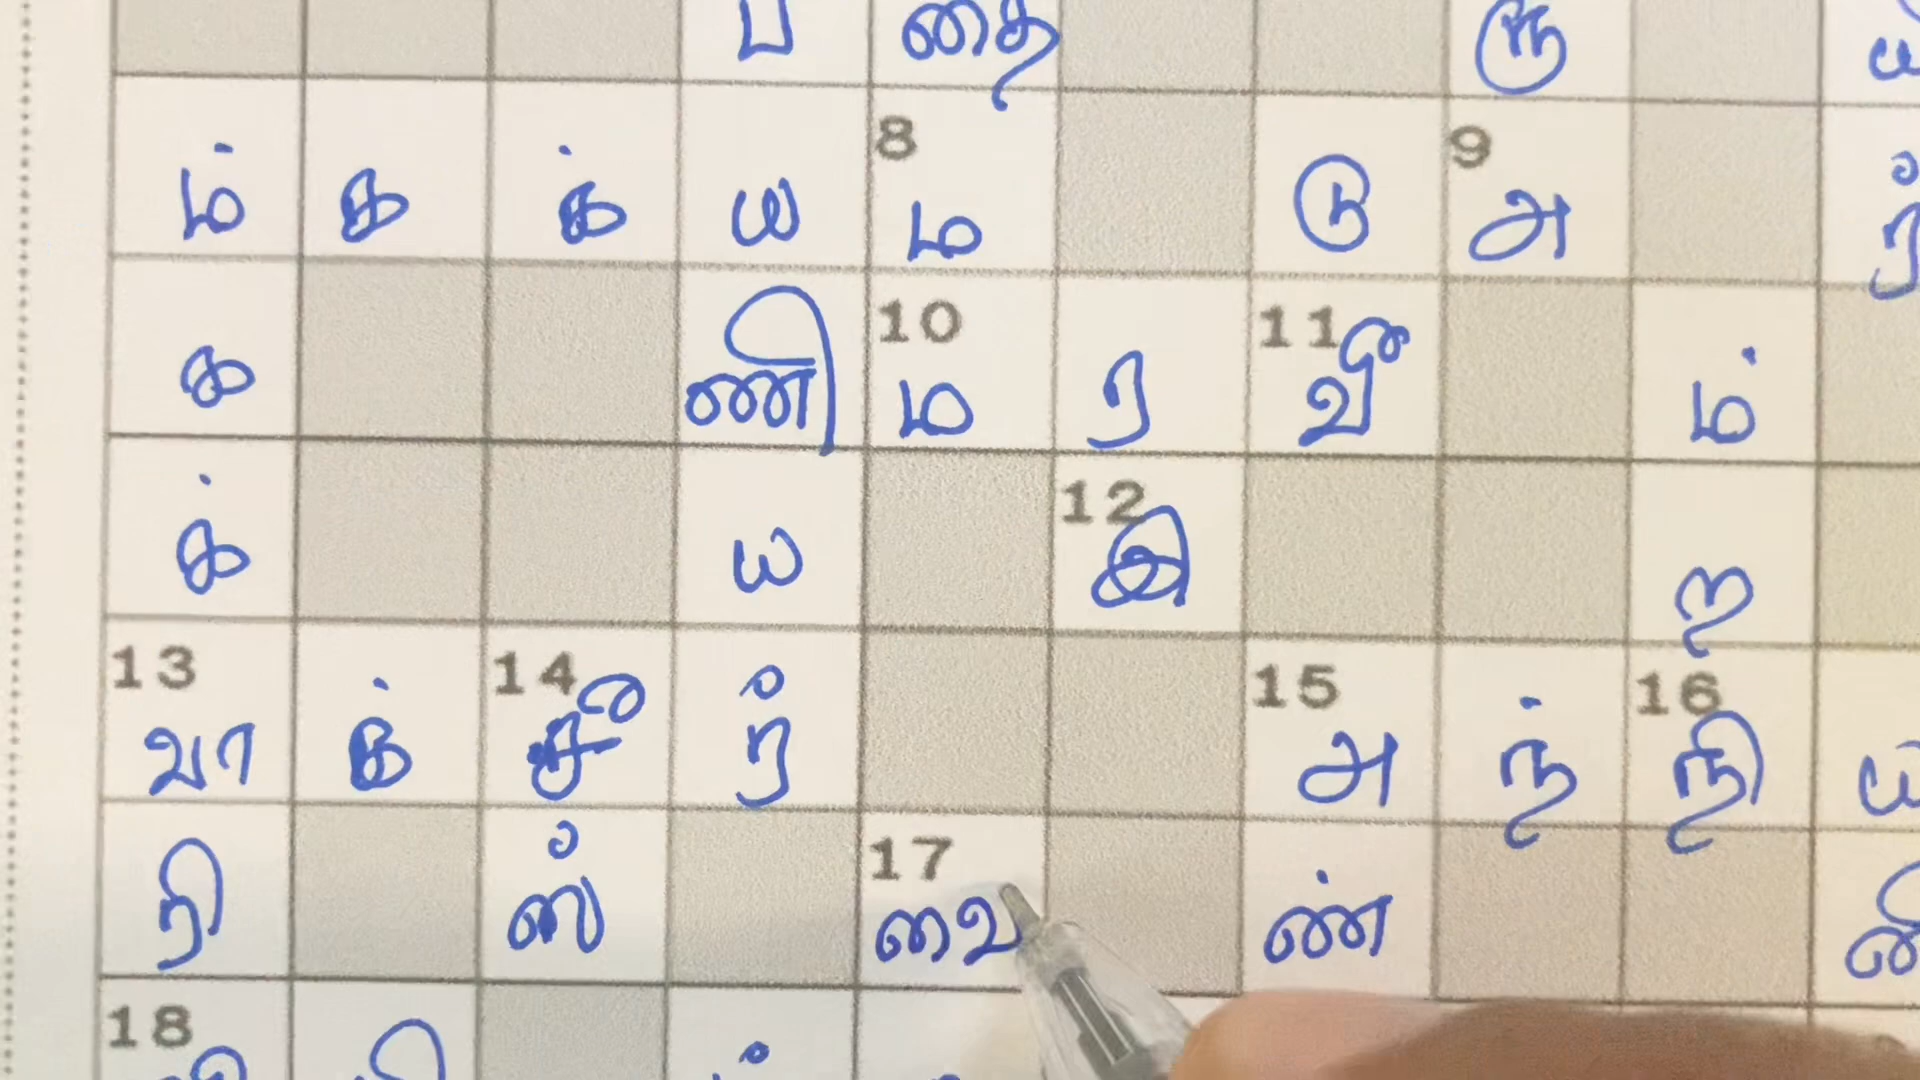 ப தை ரு
ம் க க் ய 8 ம டு 9 அ ர்
க ணி 10 ம ர 11 வீ ம்
க் ய 12 இ ற
13 வா க் 14 சீ ர் 15 அ ந் 16 நி ய
ரி ஸ் 17 வை ண்
18